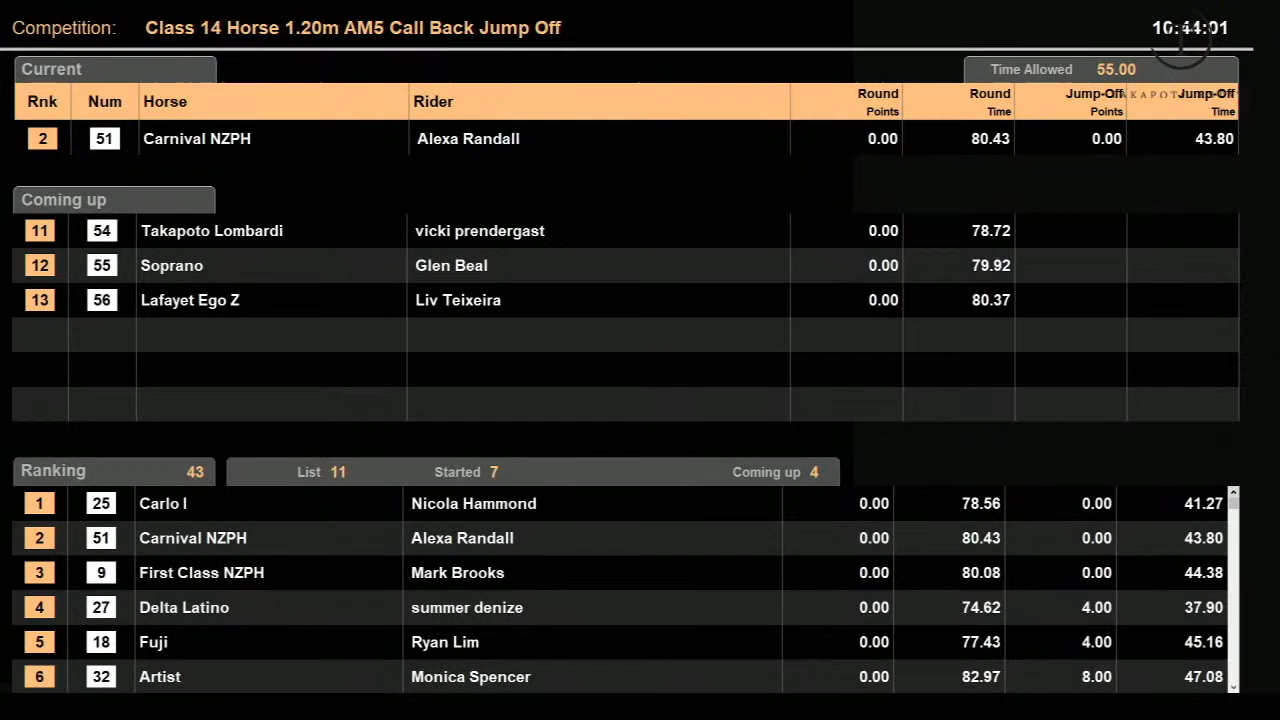 Competition: Class 14 Horse 1.20m AM5 Call Back Jump Off 10:44:01
Current Time Allowed 55.00
Rnk Num Horse Rider Round Points Round Time Jump-Off Points Jump-Off Time
2 51 Carnival NZPH Alexa Randall 0.00 80.43 0.00 43.80
Coming up
11 54 Takapoto Lombardi vicki prendergast 0.00 78.72
12 55 Soprano Glen Beal 0.00 79.92
13 56 Lafayet Ego Z Liv Teixeira 0.00 80.37
Ranking 43 List 11 Started 7 Coming up 4
1 25 Carlo I Nicola Hammond 0.00 78.56 0.00 41.27
2 51 Carnival NZPH Alexa Randall 0.00 80.43 0.00 43.80
3 9 First Class NZPH Mark Brooks 0.00 80.08 0.00 44.38
4 27 Delta Latino summer denize 0.00 74.62 4.00 37.90
5 18 Fuji Ryan Lim 0.00 77.43 4.00 45.16
6 32 Artist Monica Spencer 0.00 82.97 8.00 47.08